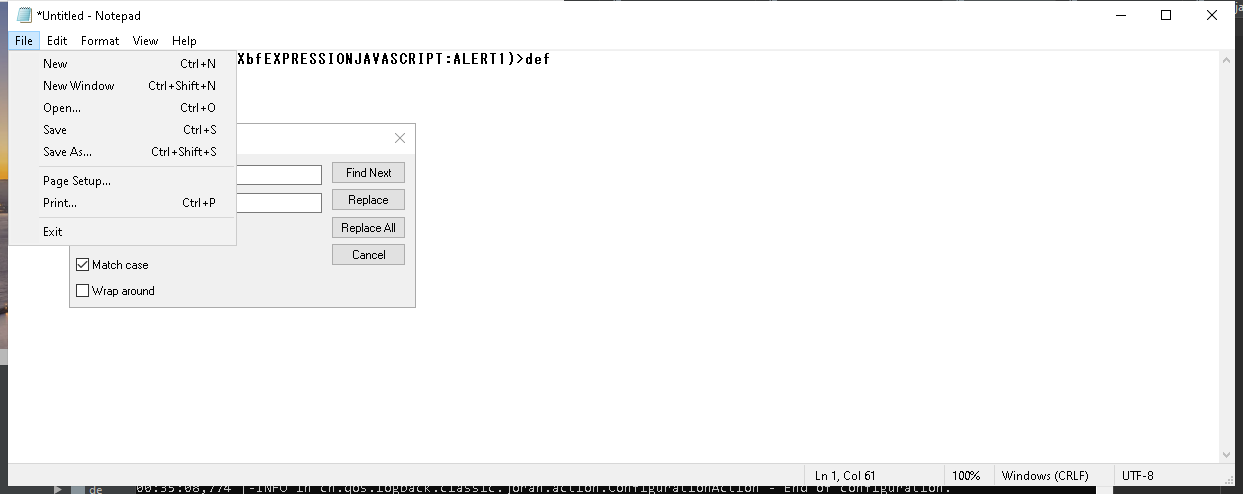 *Untitled - Notepad
File Edit Format View Help
XbfEXPRESSIONJAVASCRIPT:ALERT1)>def
New Ctrl+N
New Window Ctrl+Shift+N
Open... Ctrl+O
Save Ctrl+S
Save As... Ctrl+Shift+S
Page Setup...
Print... Ctrl+P
Exit
Find Next
Replace
Replace All
Cancel
Match case
Wrap around
Ln 1, Col 61 100% Windows (CRLF) UTF-8
de 00:35:08,774 |-INFO in ch.qos.logback.classic.joran.action.ConfigurationAction - End of configuration.